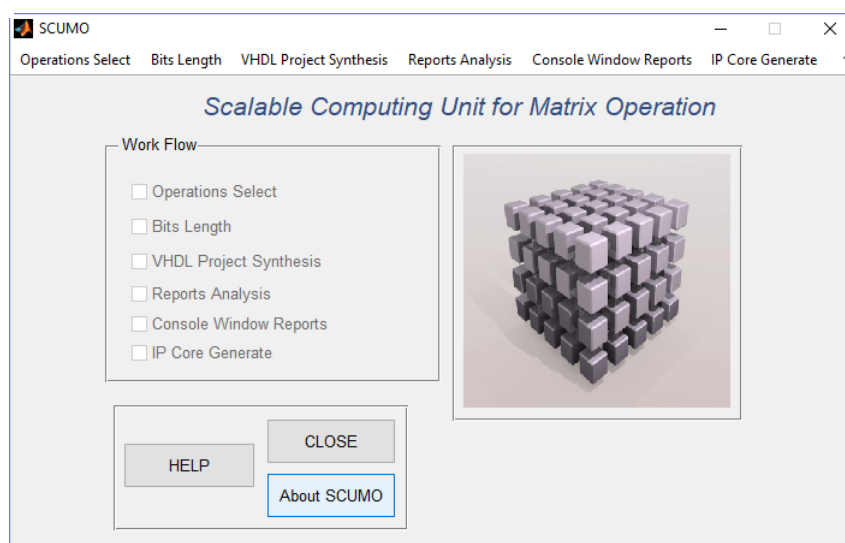 SCUMO
Operations Select Bits Length VHDL Project Synthesis Reports Analysis Console Window Reports IP Core Generate
Scalable Computing Unit for Matrix Operation
Work Flow
Operations Select
Bits Length
VHDL Project Synthesis
Reports Analysis
Console Window Reports
IP Core Generate
HELP
CLOSE
About SCUMO